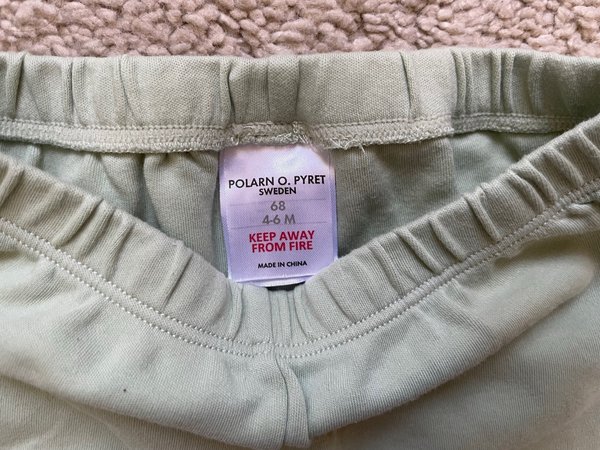 POLARN O. PYRET
SWEDEN
68
4-6 M
KEEP AWAY
FROM FIRE
MADE IN CHINA